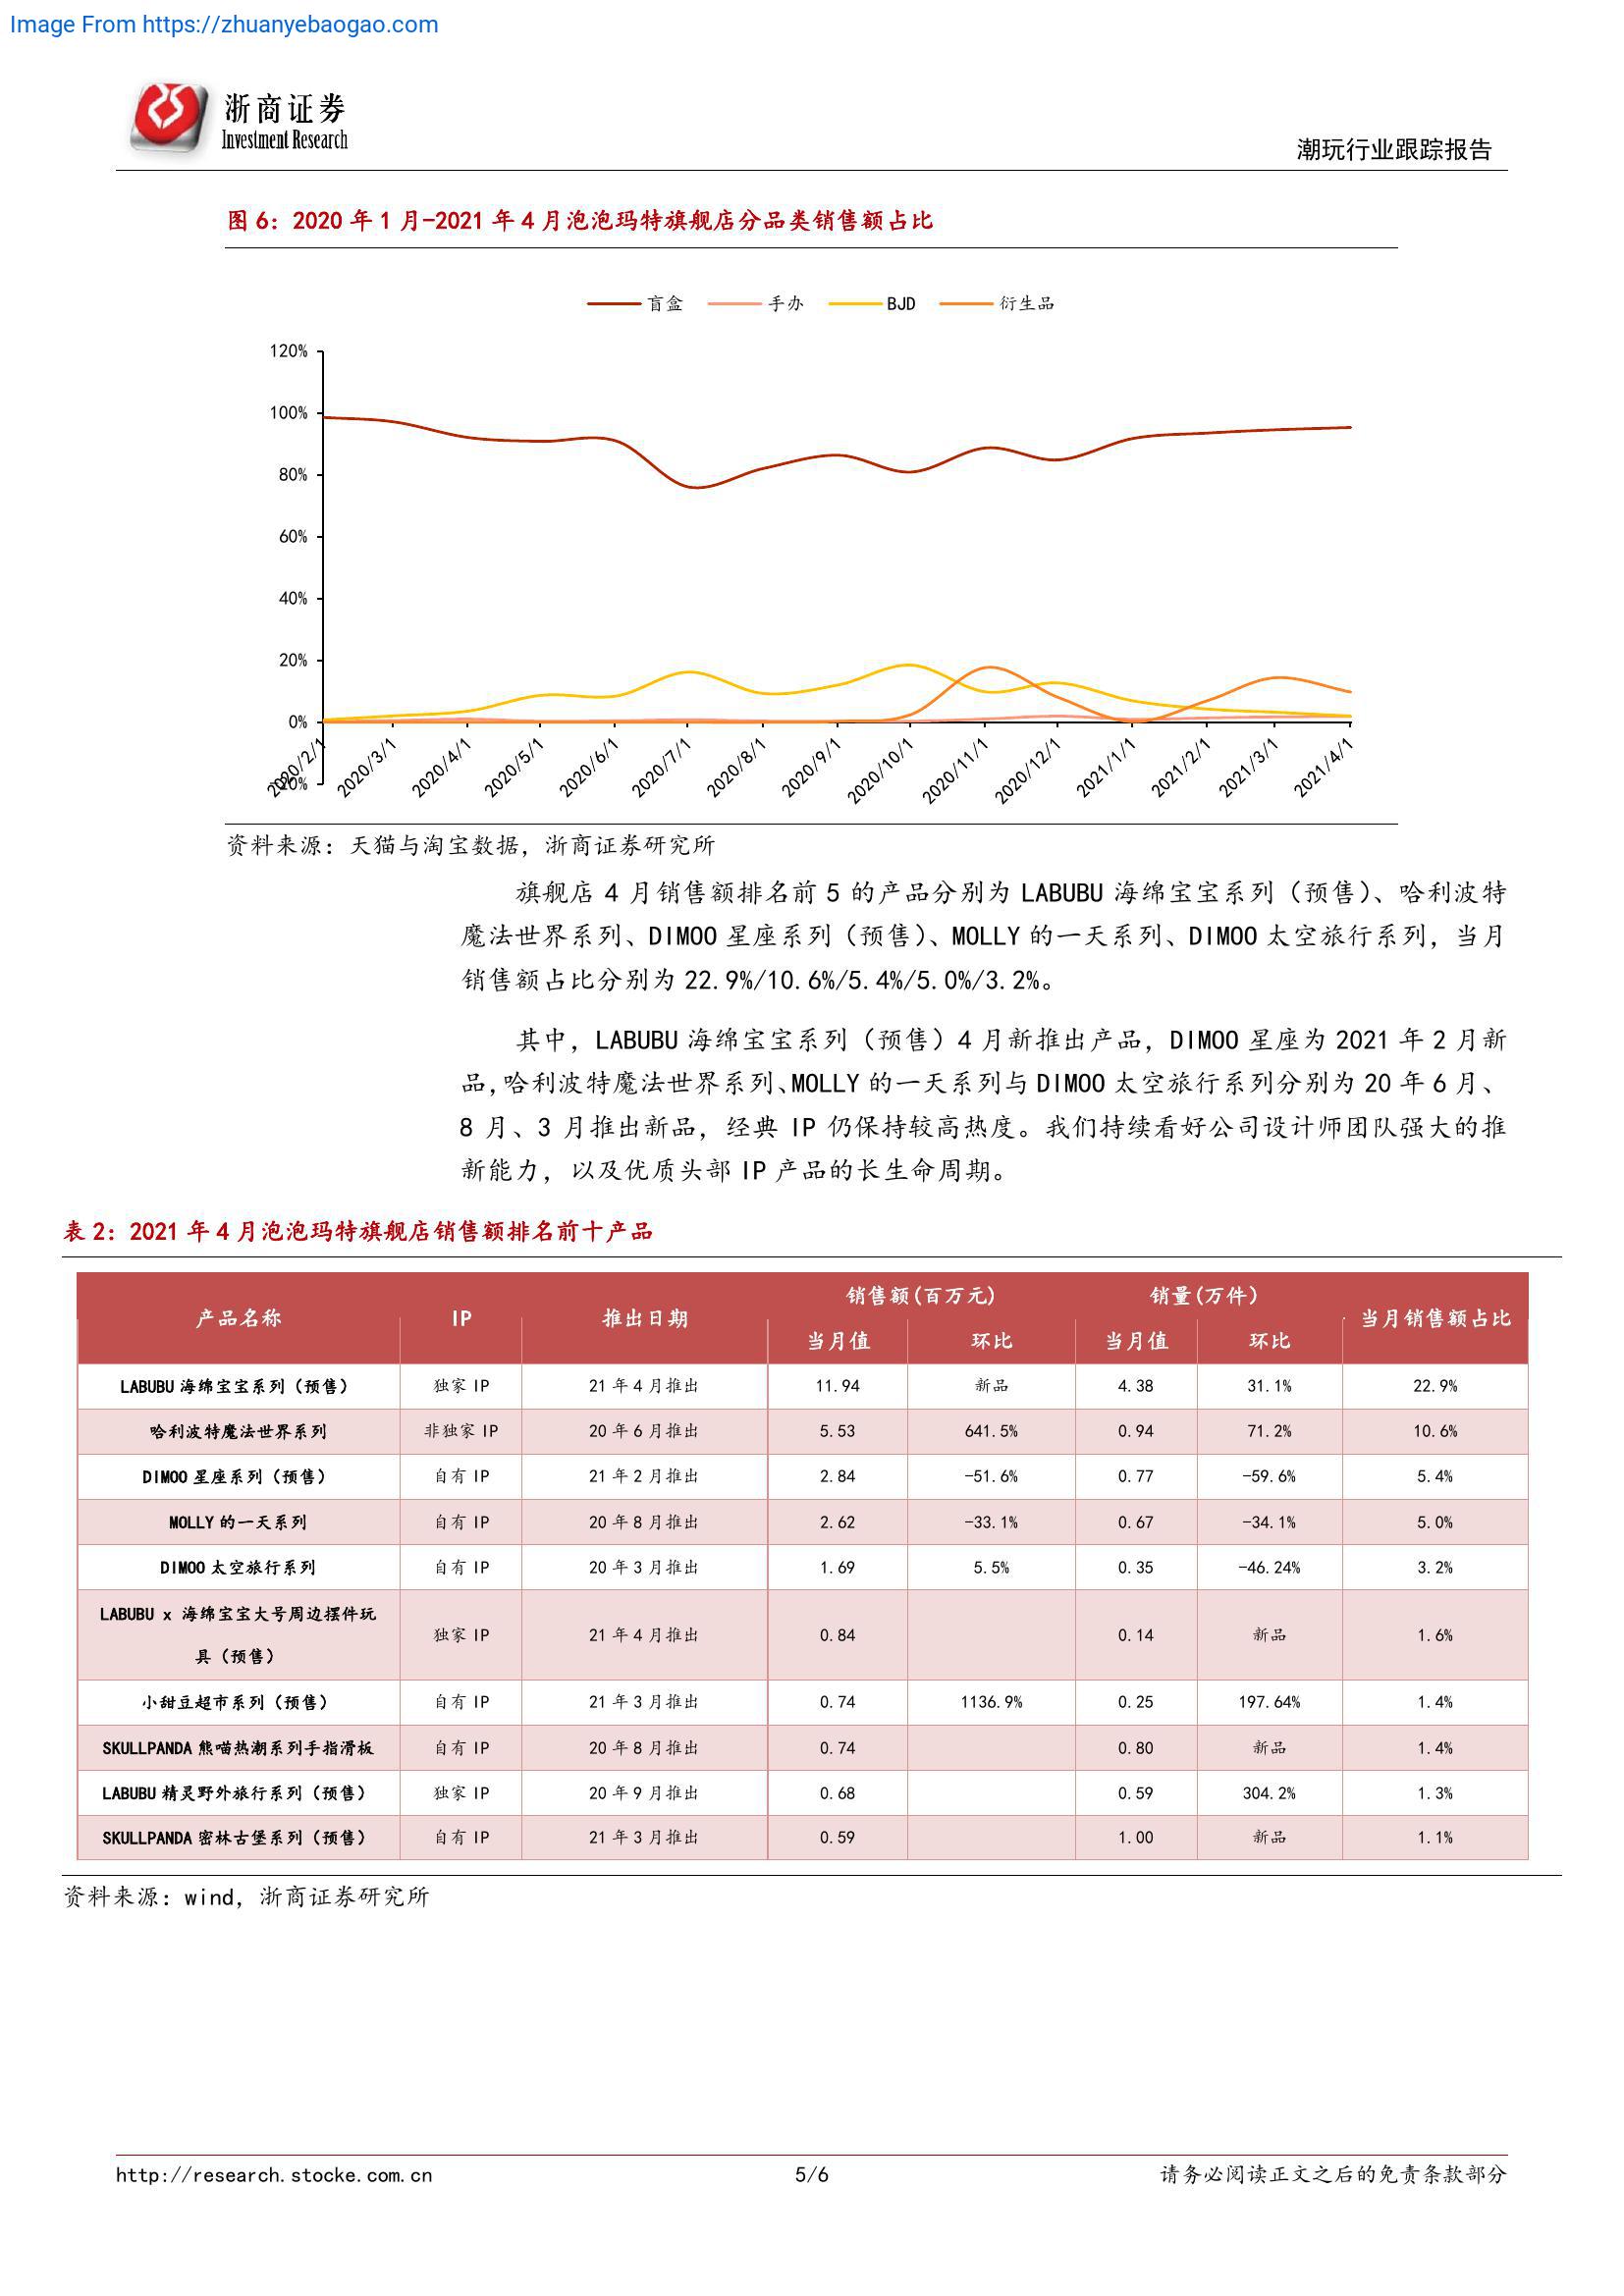 Image From https://zhuanyebaogao.com
浙商证券
Investment Research
潮玩行业跟踪报告
图 6：2020 年 1 月-2021 年 4 月泡泡玛特旗舰店分品类销售额占比
盲盒 手办 BJD 衍生品
120%
100%
80%
60%
40%
20%
0%
-20%
2020/2/1 2020/3/1 2020/4/1 2020/5/1 2020/6/1 2020/7/1 2020/8/1 2020/9/1 2020/10/1 2020/11/1 2020/12/1 2021/1/1 2021/2/1 2021/3/1 2021/4/1
资料来源：天猫与淘宝数据，浙商证券研究所
旗舰店 4 月销售额排名前 5 的产品分别为 LABUBU 海绵宝宝系列（预售）、哈利波特
魔法世界系列、DIMOO 星座系列（预售）、MOLLY 的一天系列、DIMOO 太空旅行系列，当月
销售额占比分别为 22.9%/10.6%/5.4%/5.0%/3.2%。
其中，LABUBU 海绵宝宝系列（预售）4 月新推出产品，DIMOO 星座为 2021 年 2 月新
品，哈利波特魔法世界系列、MOLLY 的一天系列与 DIMOO 太空旅行系列分别为 20 年 6 月、
8 月、3 月推出新品，经典 IP 仍保持较高热度。我们持续看好公司设计师团队强大的推
新能力，以及优质头部 IP 产品的长生命周期。
表 2：2021 年 4 月泡泡玛特旗舰店销售额排名前十产品
产品名称 IP 推出日期 销售额(百万元) 销量(万件) 当月销售额占比
当月值 环比 当月值 环比
LABUBU 海绵宝宝系列（预售） 独家 IP 21 年 4 月推出 11.94 新品 4.38 31.1% 22.9%
哈利波特魔法世界系列 非独家 IP 20 年 6 月推出 5.53 641.5% 0.94 71.2% 10.6%
DIMOO 星座系列（预售） 自有 IP 21 年 2 月推出 2.84 -51.6% 0.77 -59.6% 5.4%
MOLLY 的一天系列 自有 IP 20 年 8 月推出 2.62 -33.1% 0.67 -34.1% 5.0%
DIMOO 太空旅行系列 自有 IP 20 年 3 月推出 1.69 5.5% 0.35 -46.24% 3.2%
LABUBU x 海绵宝宝大号周边摆件玩
具（预售） 独家 IP 21 年 4 月推出 0.84 0.14 新品 1.6%
小甜豆超市系列（预售） 自有 IP 21 年 3 月推出 0.74 1136.9% 0.25 197.64% 1.4%
SKULLPANDA 熊喵热潮系列手指滑板 自有 IP 20 年 8 月推出 0.74 0.80 新品 1.4%
LABUBU 精灵野外旅行系列（预售） 独家 IP 20 年 9 月推出 0.68 0.59 304.2% 1.3%
SKULLPANDA 密林古堡系列（预售） 自有 IP 21 年 3 月推出 0.59 1.00 新品 1.1%
资料来源：wind，浙商证券研究所
http://research.stocke.com.cn 5/6 请务必阅读正文之后的免责条款部分